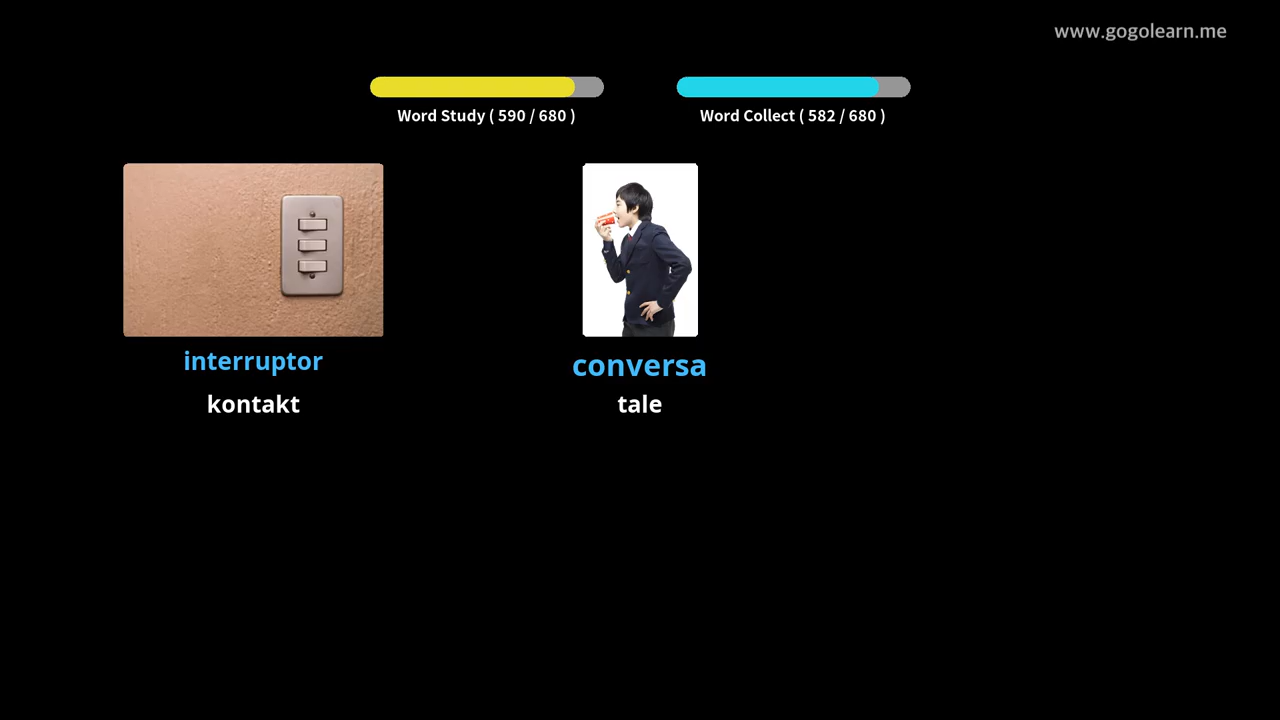 www.gogolearn.me
Word Study ( 590 / 680 )
Word Collect ( 582 / 680 )
interruptor
kontakt
conversa
tale